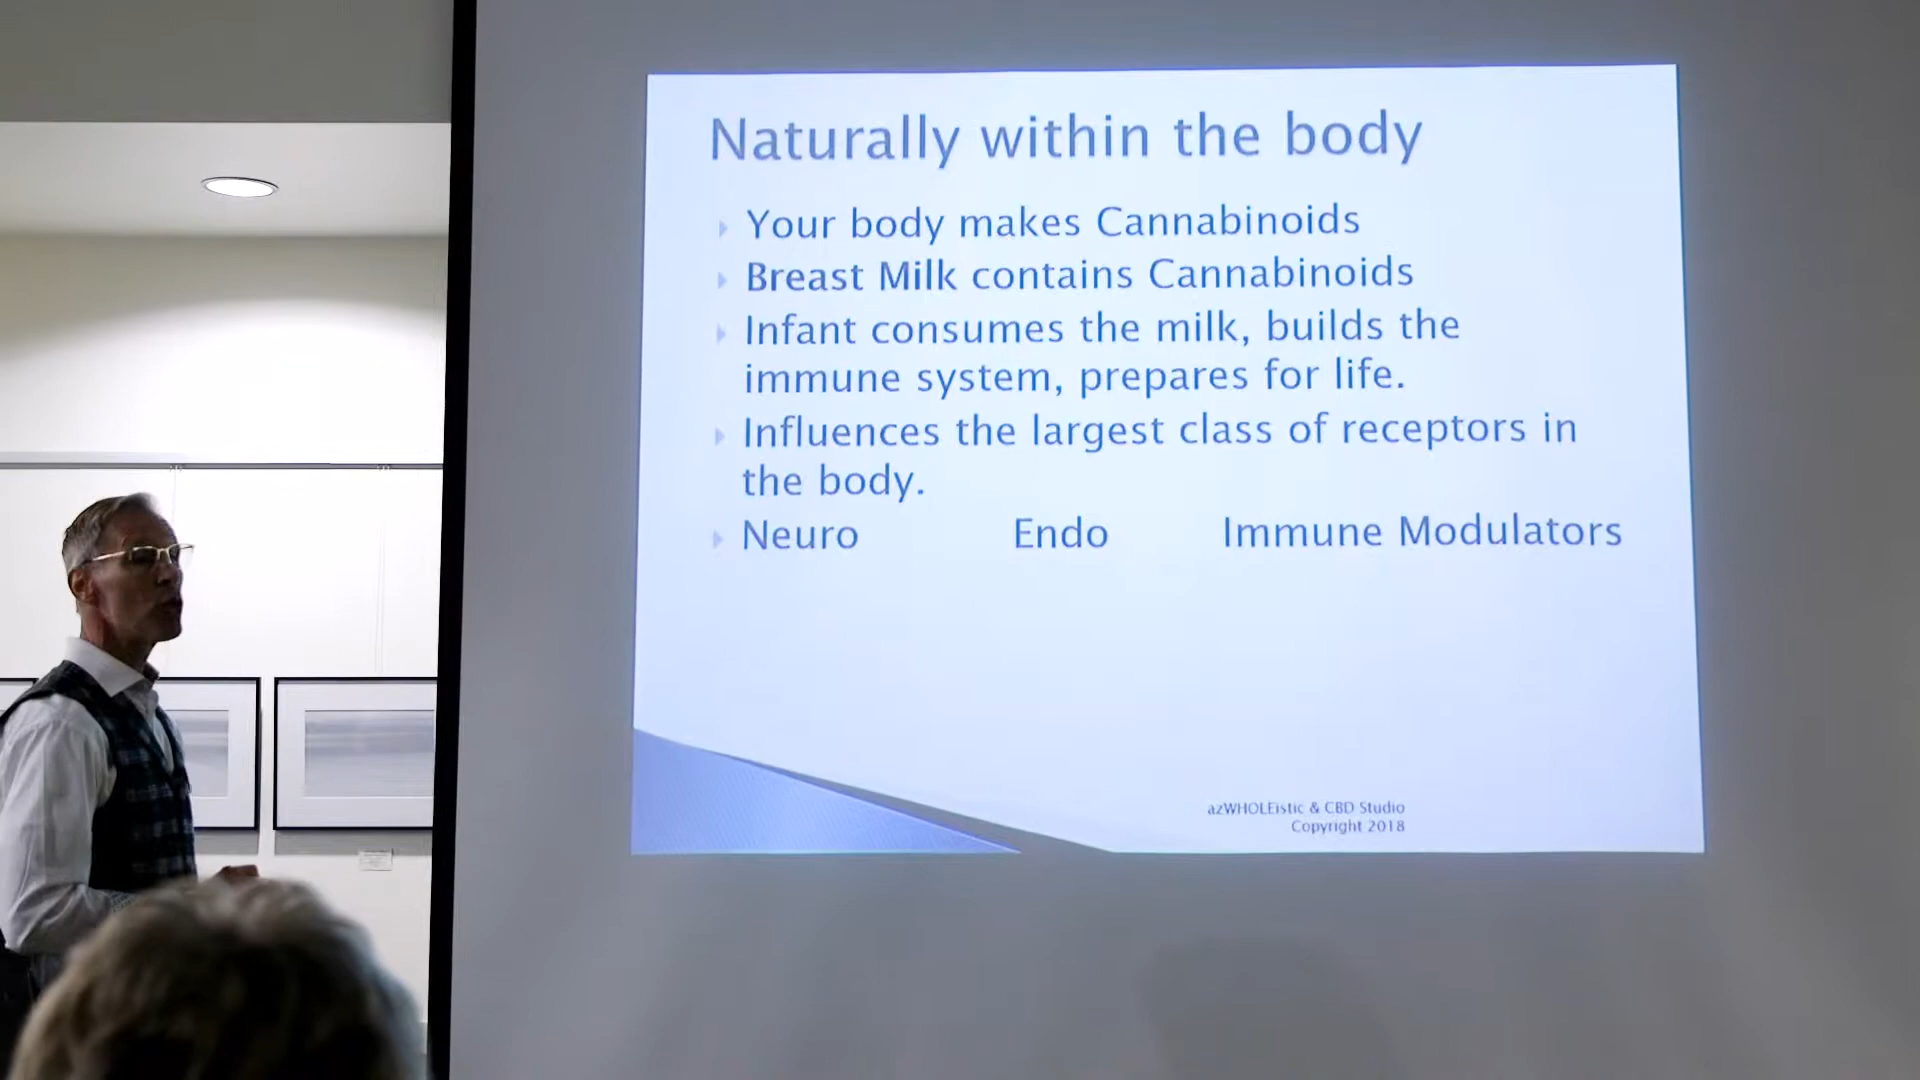 Naturally within the body
Your body makes Cannabinoids
Breast Milk contains Cannabinoids
Infant consumes the milk, builds the
immune system, prepares for life.
Influences the largest class of receptors in
the body.
Neuro Endo Immune Modulators
azWHOLEistic & CBD Studio
Copyright 2018